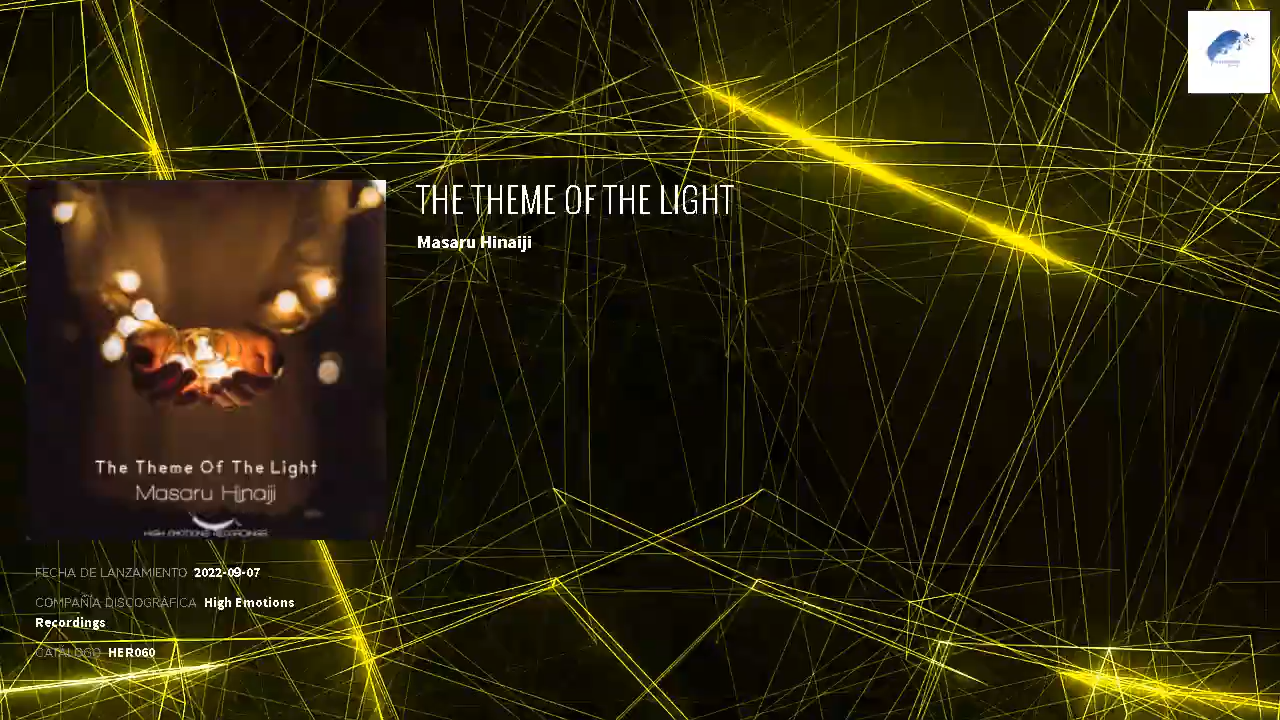 THE THEME OF THE LIGHT
Masaru Hinaiji
The Theme Of The Light
Masaru Hinaiji
HIGH EMOTIONS RECORDINGS
FECHA DE LANZAMIENTO 2022-09-07
COMPAÑÍA DISCOGRÁFICA High Emotions
Recordings
CATÁLOGO HER060